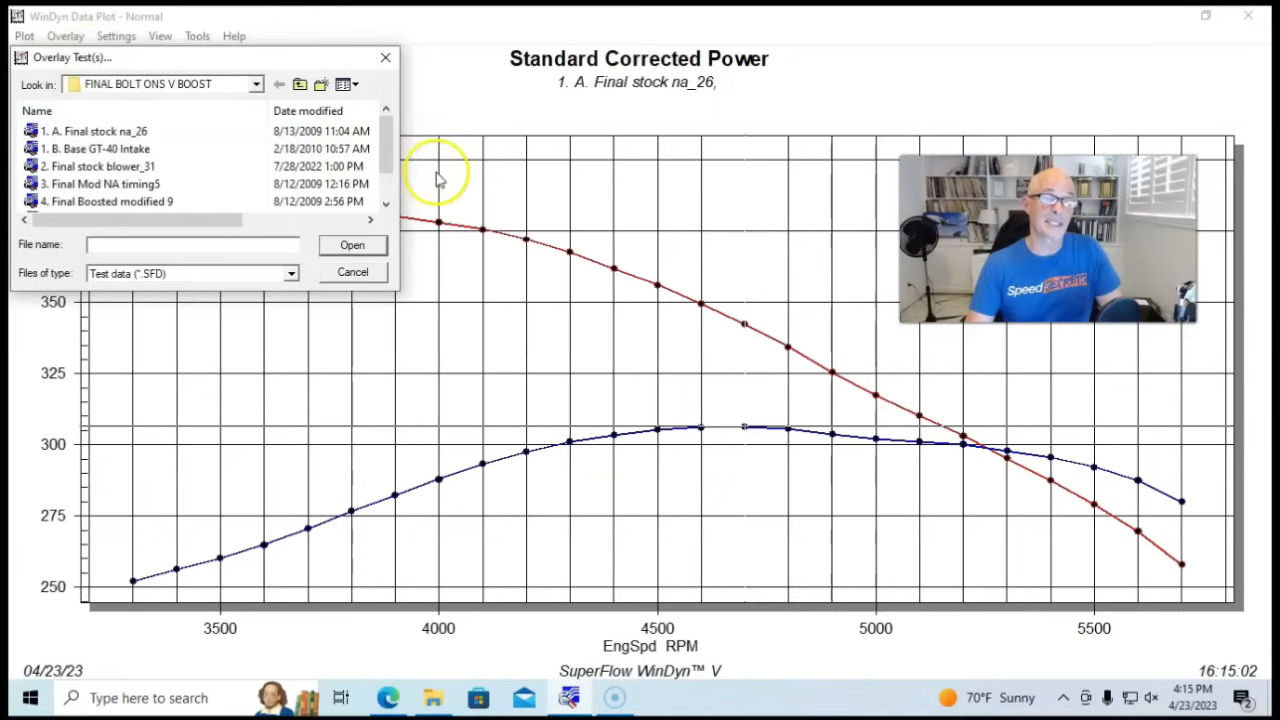 WinDyn Data Plot - Normal
Plot Overlay Settings View Tools Help
Overlay Test(s)...
Look in: FINAL BOLT ONS V BOOST
Name Date modified
1. A. Final stock na_26 8/13/2009 11:04 AM
1. B. Base GT-40 Intake 2/18/2010 10:57 AM
2. Final stock blower_31 7/28/2022 1:00 PM
3. Final Mod NA timing5 8/12/2009 12:16 PM
4. Final Boosted modified 9 8/12/2009 2:56 PM
File name: Open
Files of type: Test data (*.SFD) Cancel
Standard Corrected Power
1. A. Final stock na_26,
350
325
300
275
250
3500 4000 4500 5000 5500
EngSpd RPM
04/23/23 SuperFlow WinDyn™ V 16:15:02
Type here to search
70°F Sunny
4:15 PM
4/23/2023
2